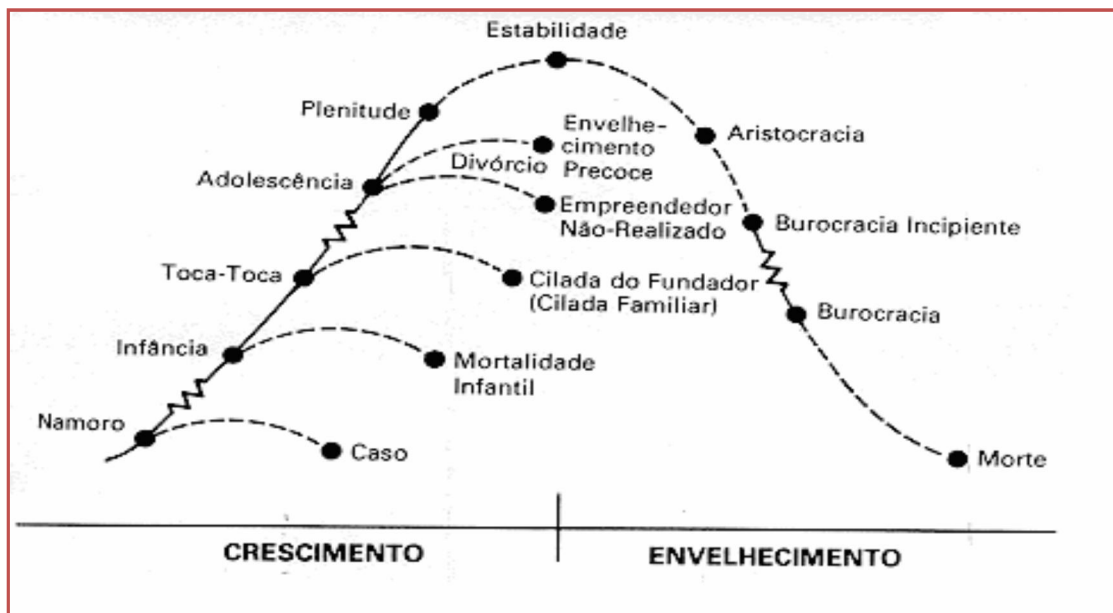 Estabilidade
Plenitude
Envelhe-
cimento
Precoce
Aristocracia
Divórcio
Adolescência
Empreendedor
Não-Realizado
Burocracia Incipiente
Toca-Toca
Cilada do Fundador
(Cilada Familiar)
Burocracia
Infância
Mortalidade
Infantil
Namoro
Caso
Morte
CRESCIMENTO
ENVELHECIMENTO